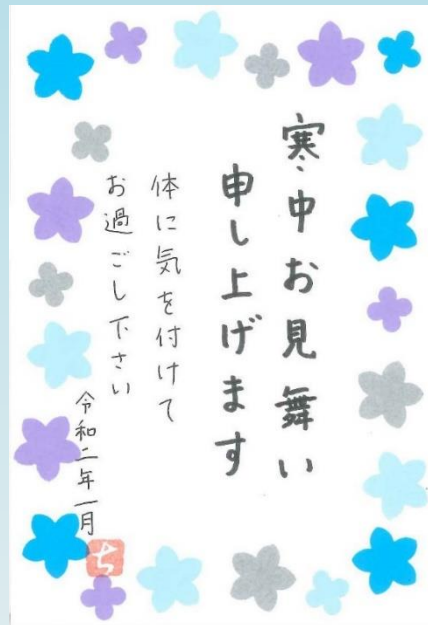 寒中お見舞い
申し上げます
体に気を付けて
お過ごし下さい
令和二年一月
ち